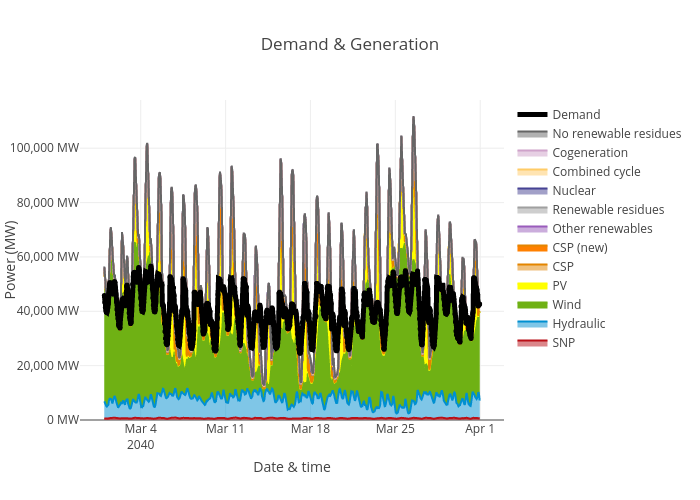 Demand & Generation
Power (MW)
100,000 MW
80,000 MW
60,000 MW
40,000 MW
20,000 MW
0 MW
Mar 4
2040
Mar 11
Mar 18
Mar 25
Apr 1
Date & time
Demand
No renewable residues
Cogeneration
Combined cycle
Nuclear
Renewable residues
Other renewables
CSP (new)
CSP
PV
Wind
Hydraulic
SNP